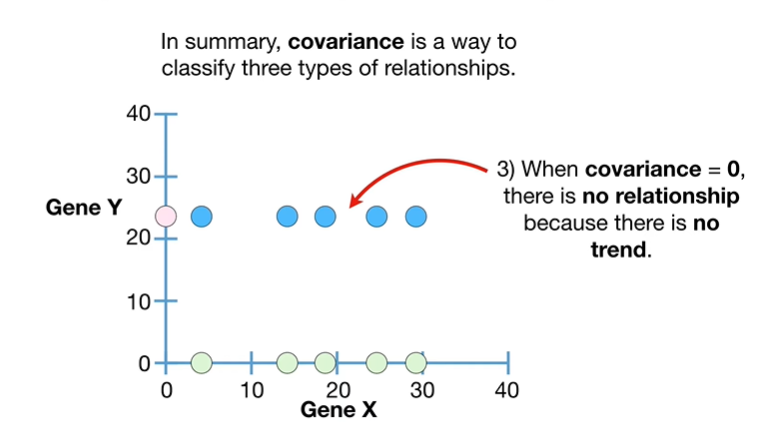 In summary, covariance is a way to
classify three types of relationships.
40
30
Gene Y
20
10
0
3) When covariance = 0,
there is no relationship
because there is no
trend.
0 10 20 30 40
Gene X